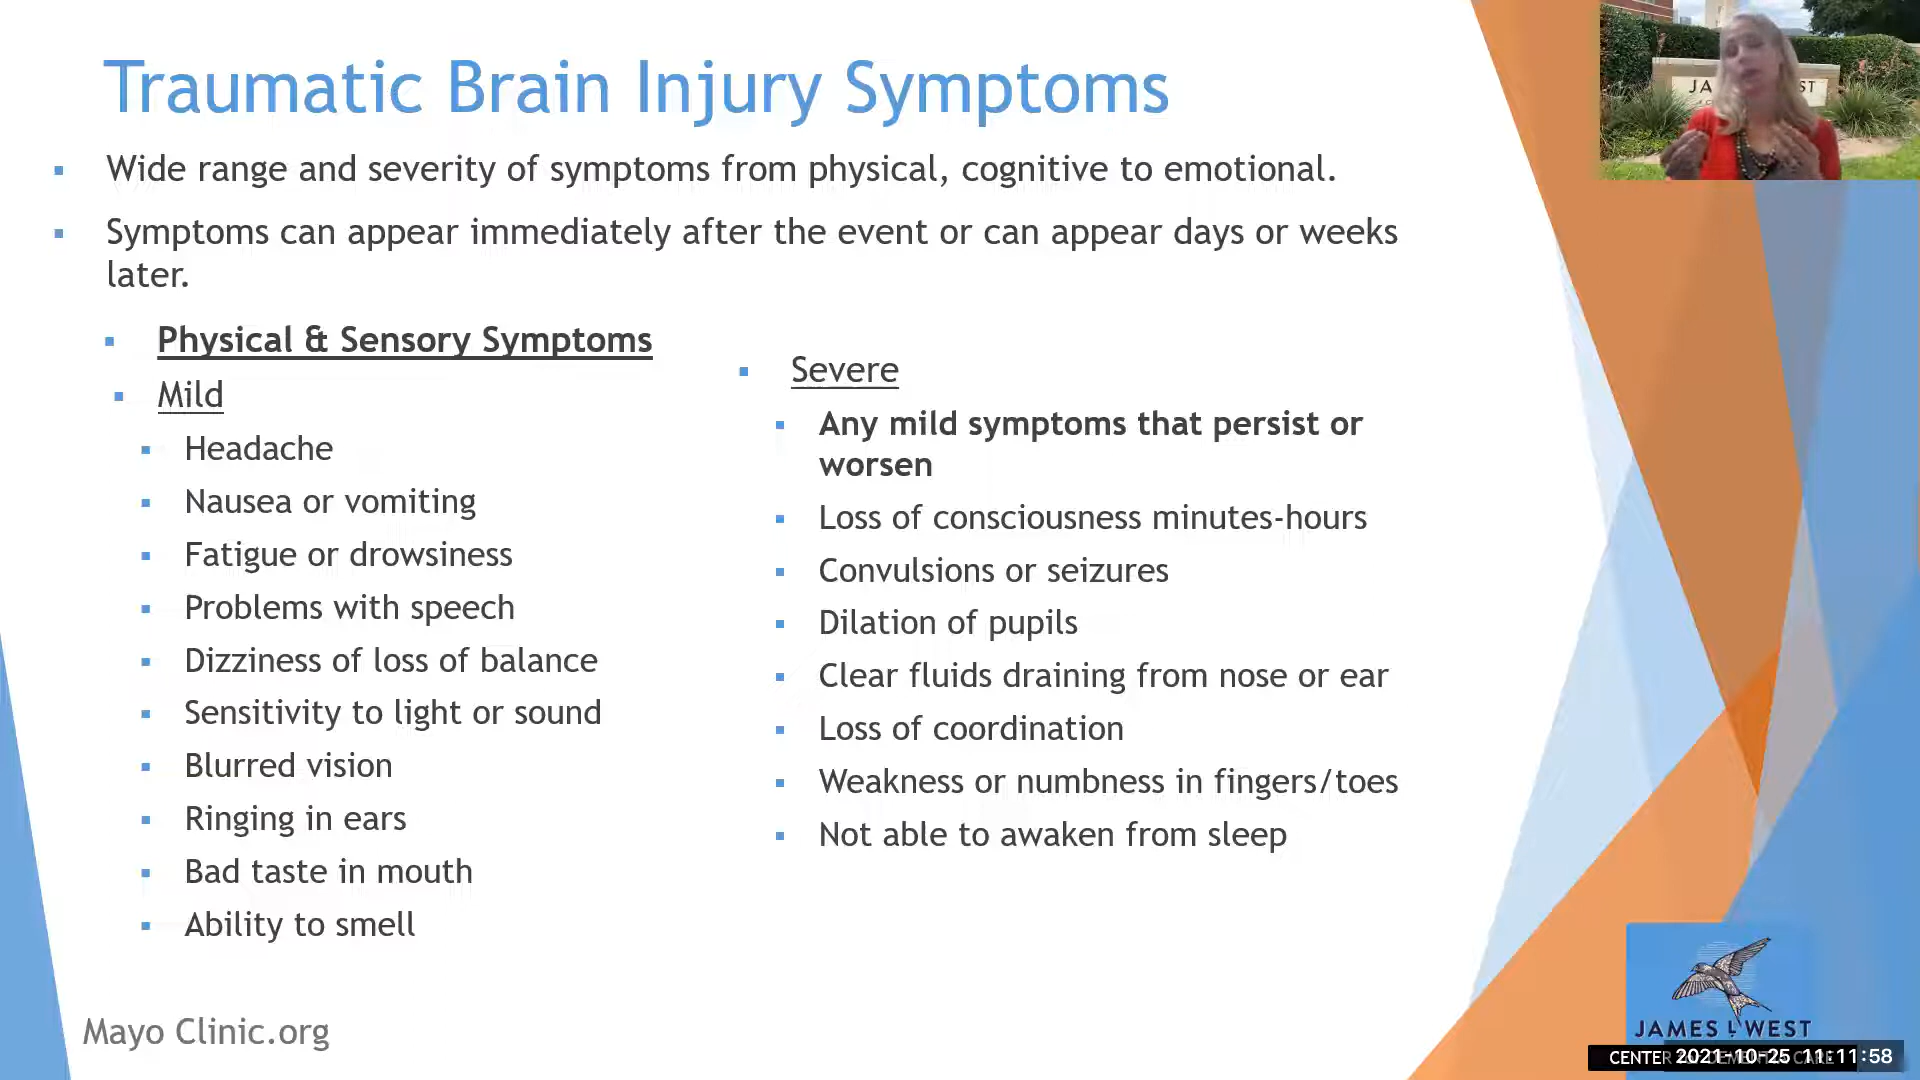 Traumatic Brain Injury Symptoms
Wide range and severity of symptoms from physical, cognitive to emotional.
Symptoms can appear immediately after the event or can appear days or weeks
later.
Physical & Sensory Symptoms
Mild
Headache
Nausea or vomiting
Fatigue or drowsiness
Problems with speech
Dizziness of loss of balance
Sensitivity to light or sound
Blurred vision
Ringing in ears
Bad taste in mouth
Ability to smell
Severe
Any mild symptoms that persist or
worsen
Loss of consciousness minutes-hours
Convulsions or seizures
Dilation of pupils
Clear fluids draining from nose or ear
Loss of coordination
Weakness or numbness in fingers/toes
Not able to awaken from sleep
Mayo Clinic.org
JA ST
JAMES L WEST
CENTER
2021-10-25 11:11:58